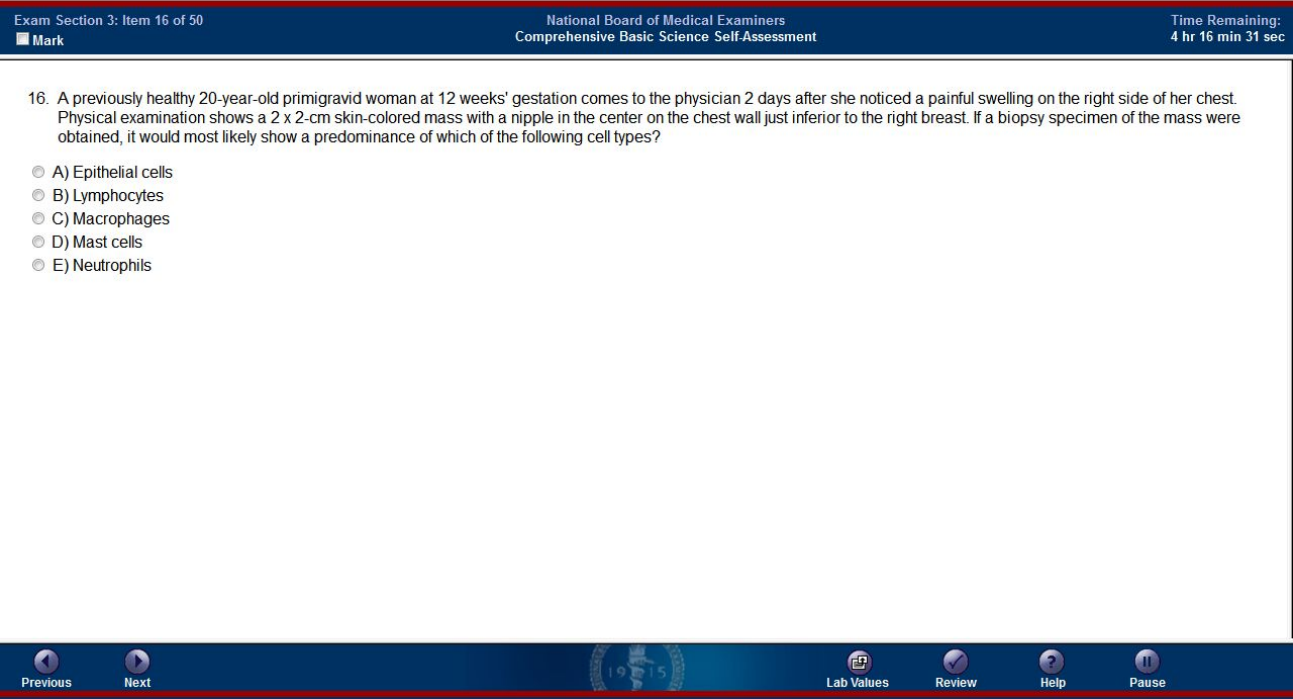 Exam Section 3: Item 16 of 50
National Board of Medical Examiners
Time Remaining:
Mark
Comprehensive Basic Science Self-Assessment
4 hr 16 min 31 sec
16. A previously healthy 20-year-old primigravid woman at 12 weeks' gestation comes to the physician 2 days after she noticed a painful swelling on the right side of her chest.
Physical examination shows a 2 x 2-cm skin-colored mass with a nipple in the center on the chest wall just inferior to the right breast. If a biopsy specimen of the mass were
obtained, it would most likely show a predominance of which of the following cell types?
A) Epithelial cells
B) Lymphocytes
C) Macrophages
D) Mast cells
E) Neutrophils
1915
Previous
Next
Lab Values
Review
Help
Pause